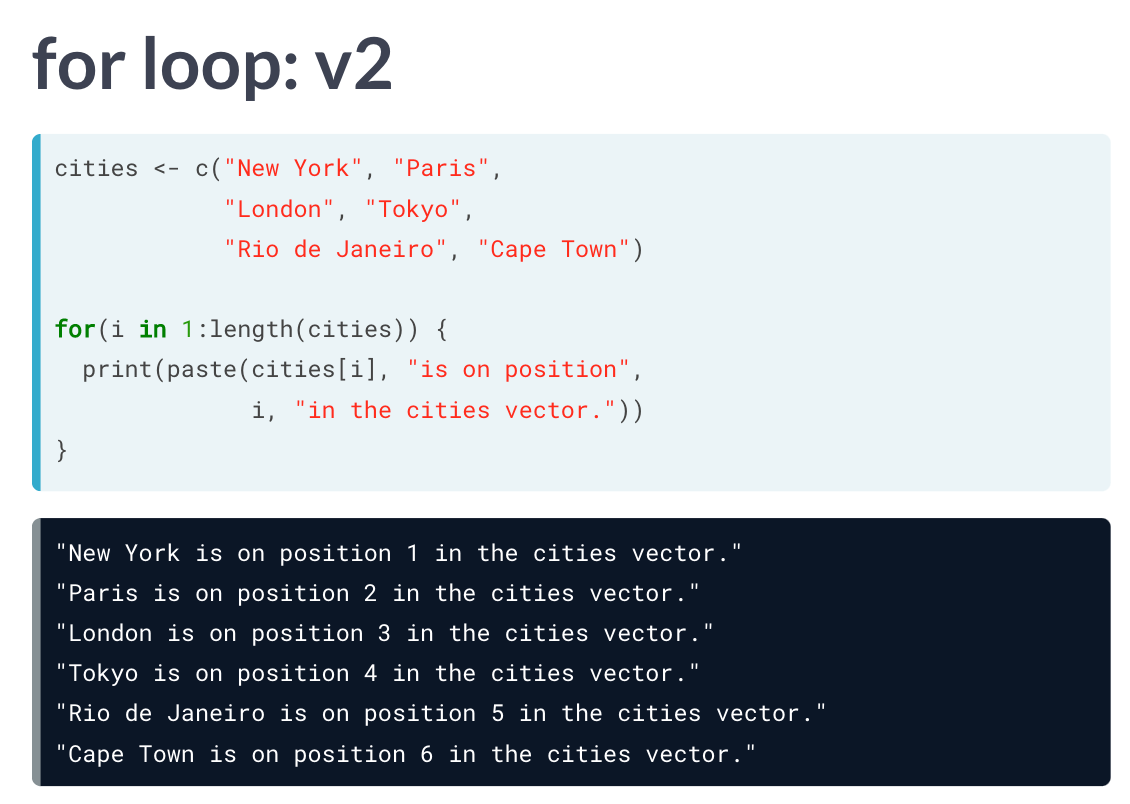 for loop: v2
cities <- c("New York", "Paris",
            "London", "Tokyo",
            "Rio de Janeiro", "Cape Town")
for(i in 1:length(cities)) {
  print(paste(cities[i], "is on position",
              i, "in the cities vector."))
}
"New York is on position 1 in the cities vector."
"Paris is on position 2 in the cities vector."
"London is on position 3 in the cities vector."
"Tokyo is on position 4 in the cities vector."
"Rio de Janeiro is on position 5 in the cities vector."
"Cape Town is on position 6 in the cities vector."